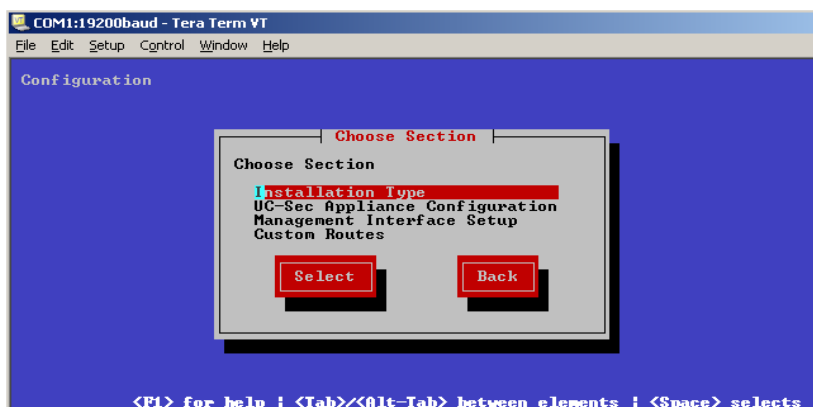 COM1:19200baud - Tera Term VT
File Edit Setup Control Window Help
Configuration
Choose Section
Choose Section
Installation Type
UC-Sec Appliance Configuration
Management Interface Setup
Custom Routes
Select Back
<F1> for help | <Tab>/<Alt-Tab> between elements | <Space> selects